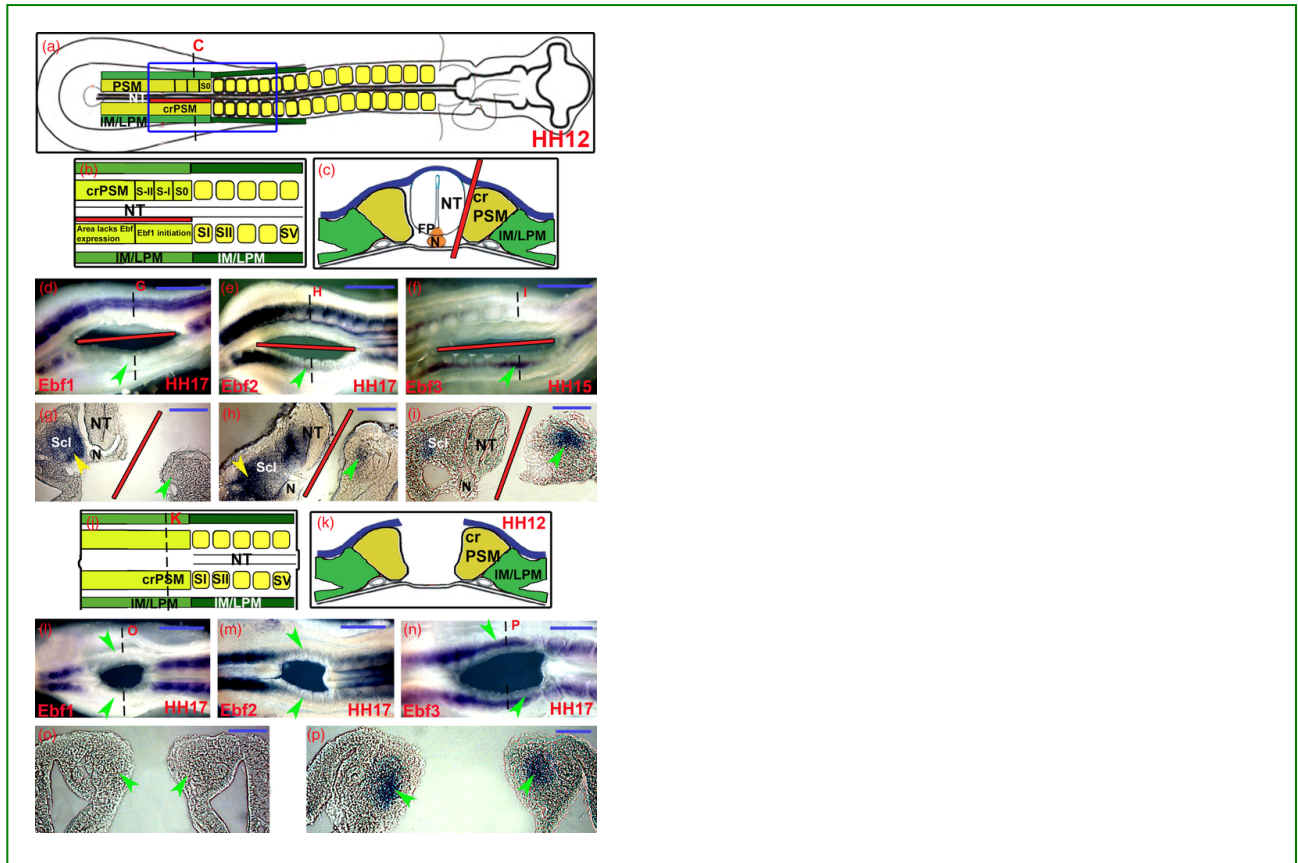 (a)
C
PSM
S0
NT
crPSM
IM/LPM
HH12
(b)
crPSM
S-II
S-I
S0
NT
Area lacks Ebf
expression
Ebf1 initiation
SI
SII
SV
IM/LPM
IM/LPM
(c)
NT
cr
PSM
FP
N
IM/LPM
(d)
G
Ebf1
HH17
(e)
H
Ebf2
HH17
(f)
I
Ebf3
HH15
(g)
NT
Scl
N
(h)
NT
Scl
N
(i)
Scl
NT
N
(j)
K
NT
crPSM
SI
SII
SV
IM/LPM
IM/LPM
(k)
HH12
cr
PSM
IM/LPM
(l)
O
Ebf1
HH17
(m)
Ebf2
HH17
(n)
P
Ebf3
HH17
(o)
(p)